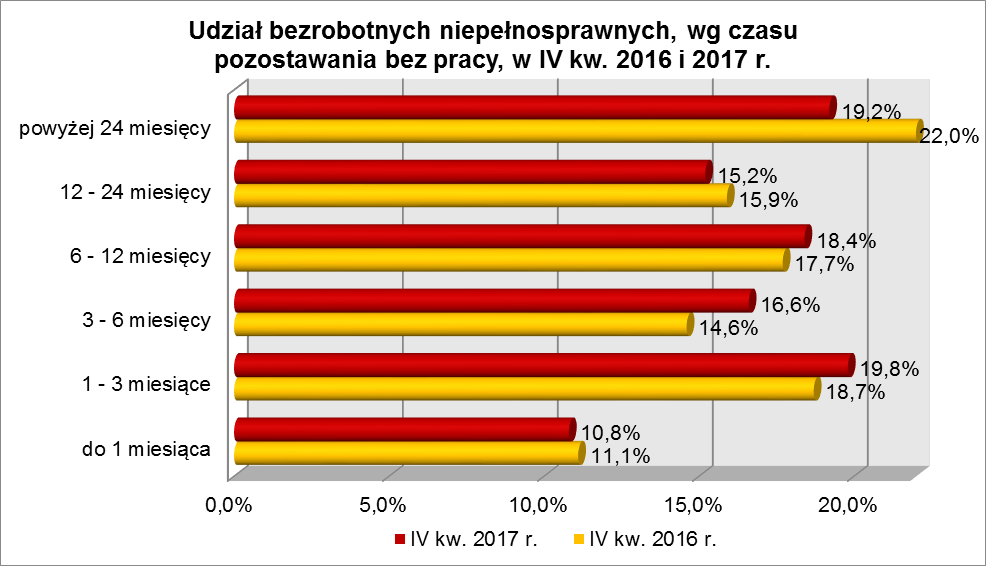 Udział bezrobotnych niepełnosprawnych, wg czasu
pozostawania bez pracy, w IV kw. 2016 i 2017 r.
powyżej 24 miesięcy
19,2%
22,0%
12 - 24 miesięcy
15,2%
15,9%
6 - 12 miesięcy
18,4%
17,7%
3 - 6 miesięcy
16,6%
14,6%
1 - 3 miesiące
19,8%
18,7%
do 1 miesiąca
10,8%
11,1%
0,0% 5,0% 10,0% 15,0% 20,0%
IV kw. 2017 r. IV kw. 2016 r.